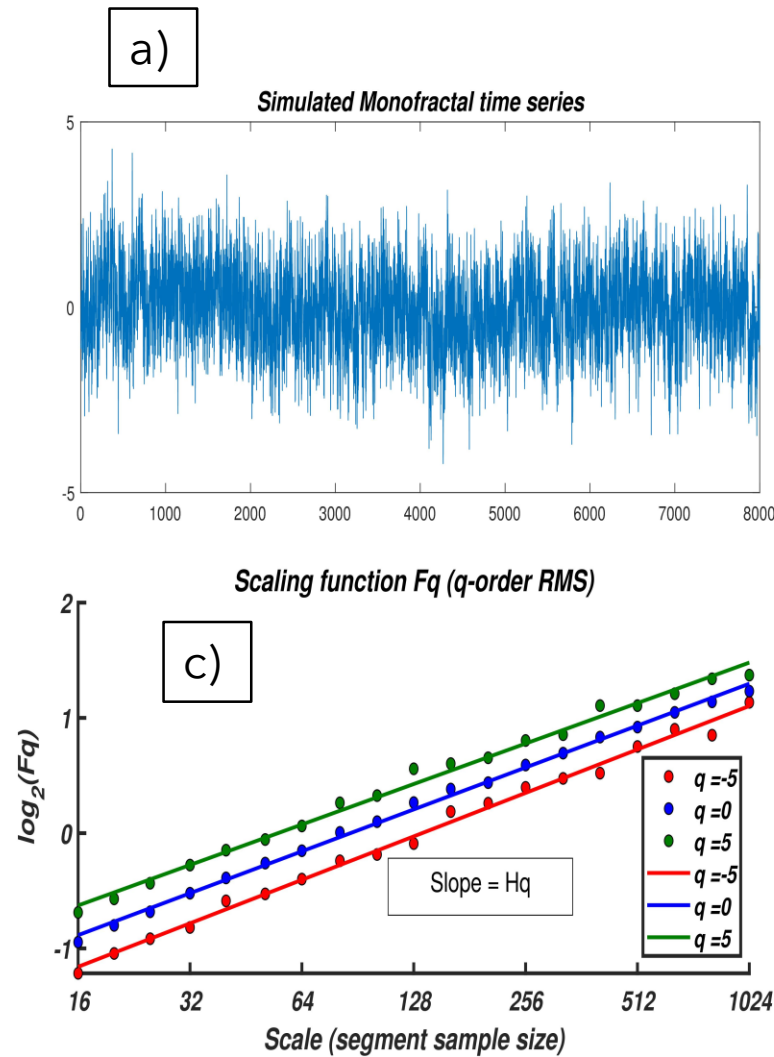 a)
Simulated Monofractal time series
5
0
-5
0 1000 2000 3000 4000 5000 6000 7000 8000
Scaling function Fq (q-order RMS)
c)
2
1
0
-1
log2(Fq)
q =-5
q =0
q =5
q =-5
q =0
q =5
Slope = Hq
16 32 64 128 256 512 1024
Scale (segment sample size)